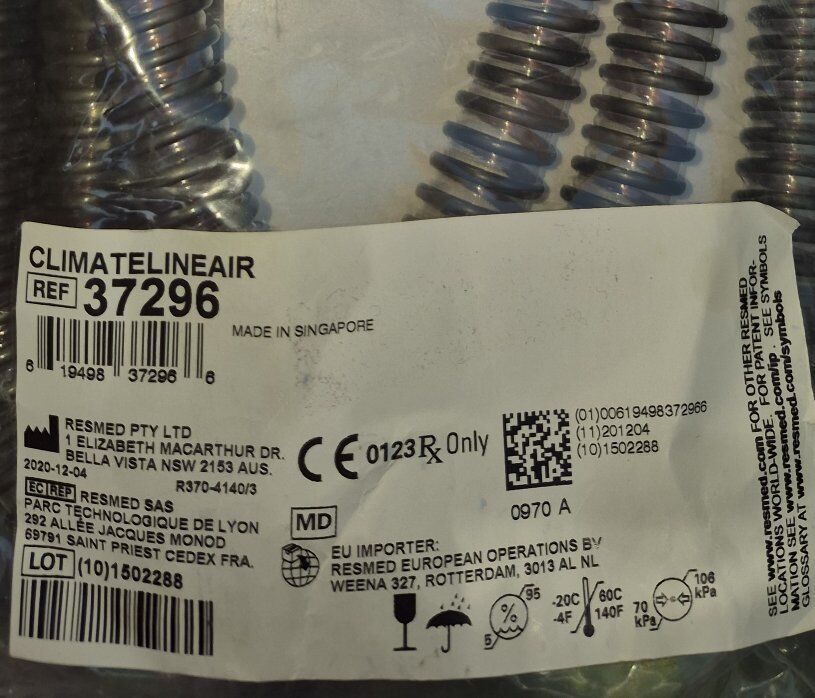 CLIMATELINEAIR
REF 37296
MADE IN SINGAPORE
6 19498 37296 6
RESMED PTY LTD
1 ELIZABETH MACARTHUR DR.
BELLA VISTA NSW 2153 AUS.
2020-12-04
R370-4140/3
EC REP RESMED SAS
PARC TECHNOLOGIQUE DE LYON
292 ALLÉE JACQUES MONOD
69791 SAINT PRIEST CEDEX FRA.
LOT (10)1502288
CE 0123 Rx Only
(01)00619498372966
(11)201204
(10)1502288
0970 A
MD
EU IMPORTER:
RESMED EUROPEAN OPERATIONS BV
WEENA 327, ROTTERDAM, 3013 AL NL
95
%
5
-20C
-4F
60C
140F
106
kPa
70
kPa
SEE www.resmed.com FOR OTHER RESMED
LOCATIONS WORLD-WIDE. FOR PATENT INFOR-
MATION SEE www.resmed.com/ip . SEE SYMBOLS
GLOSSARY AT www.resmed.com/symbols